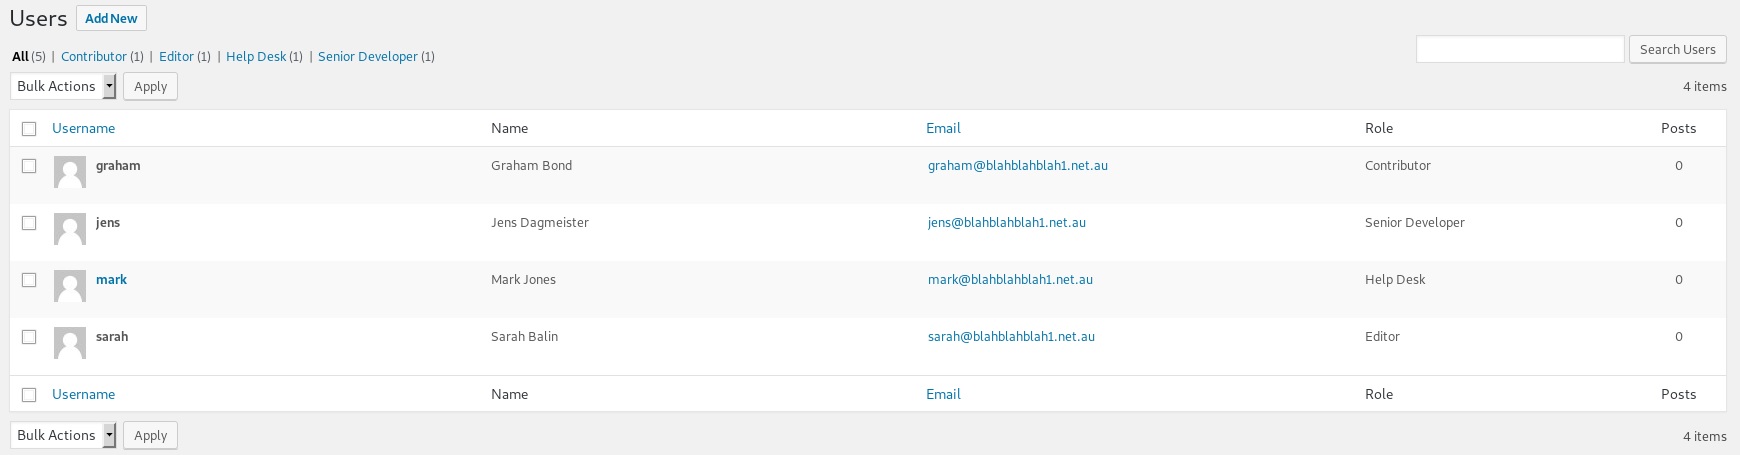 Users Add New
All (5) | Contributor (1) | Editor (1) | Help Desk (1) | Senior Developer (1)
Search Users
Bulk Actions Apply 4 items
Username Name Email Role Posts
graham Graham Bond graham@blahblahblah1.net.au Contributor 0
jens Jens Dagmeister jens@blahblahblah1.net.au Senior Developer 0
mark Mark Jones mark@blahblahblah1.net.au Help Desk 0
sarah Sarah Balin sarah@blahblahblah1.net.au Editor 0
Username Name Email Role Posts
Bulk Actions Apply 4 items